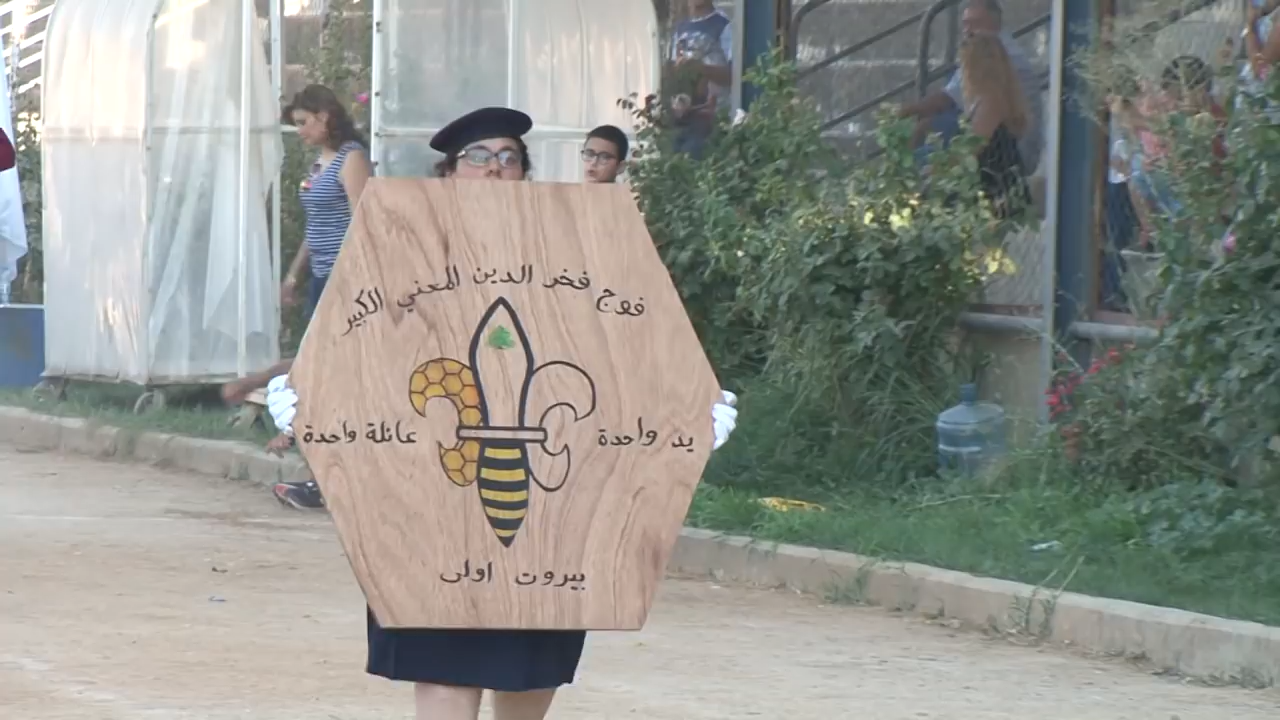 فوج فخر الدين المعني الكبير
يد واحدة
عائلة واحدة
بيروت اولى